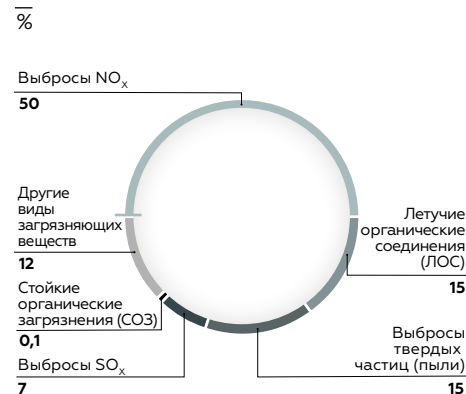 %
Выбросы NOx
50
Другие
виды
загрязняющих
веществ
12
Стойкие
органические
загрязнения (СОЗ)
0,1
Выбросы SOx
7
Летучие
органические
соединения
(ЛОС)
15
Выбросы
твердых
частиц (пыли)
15